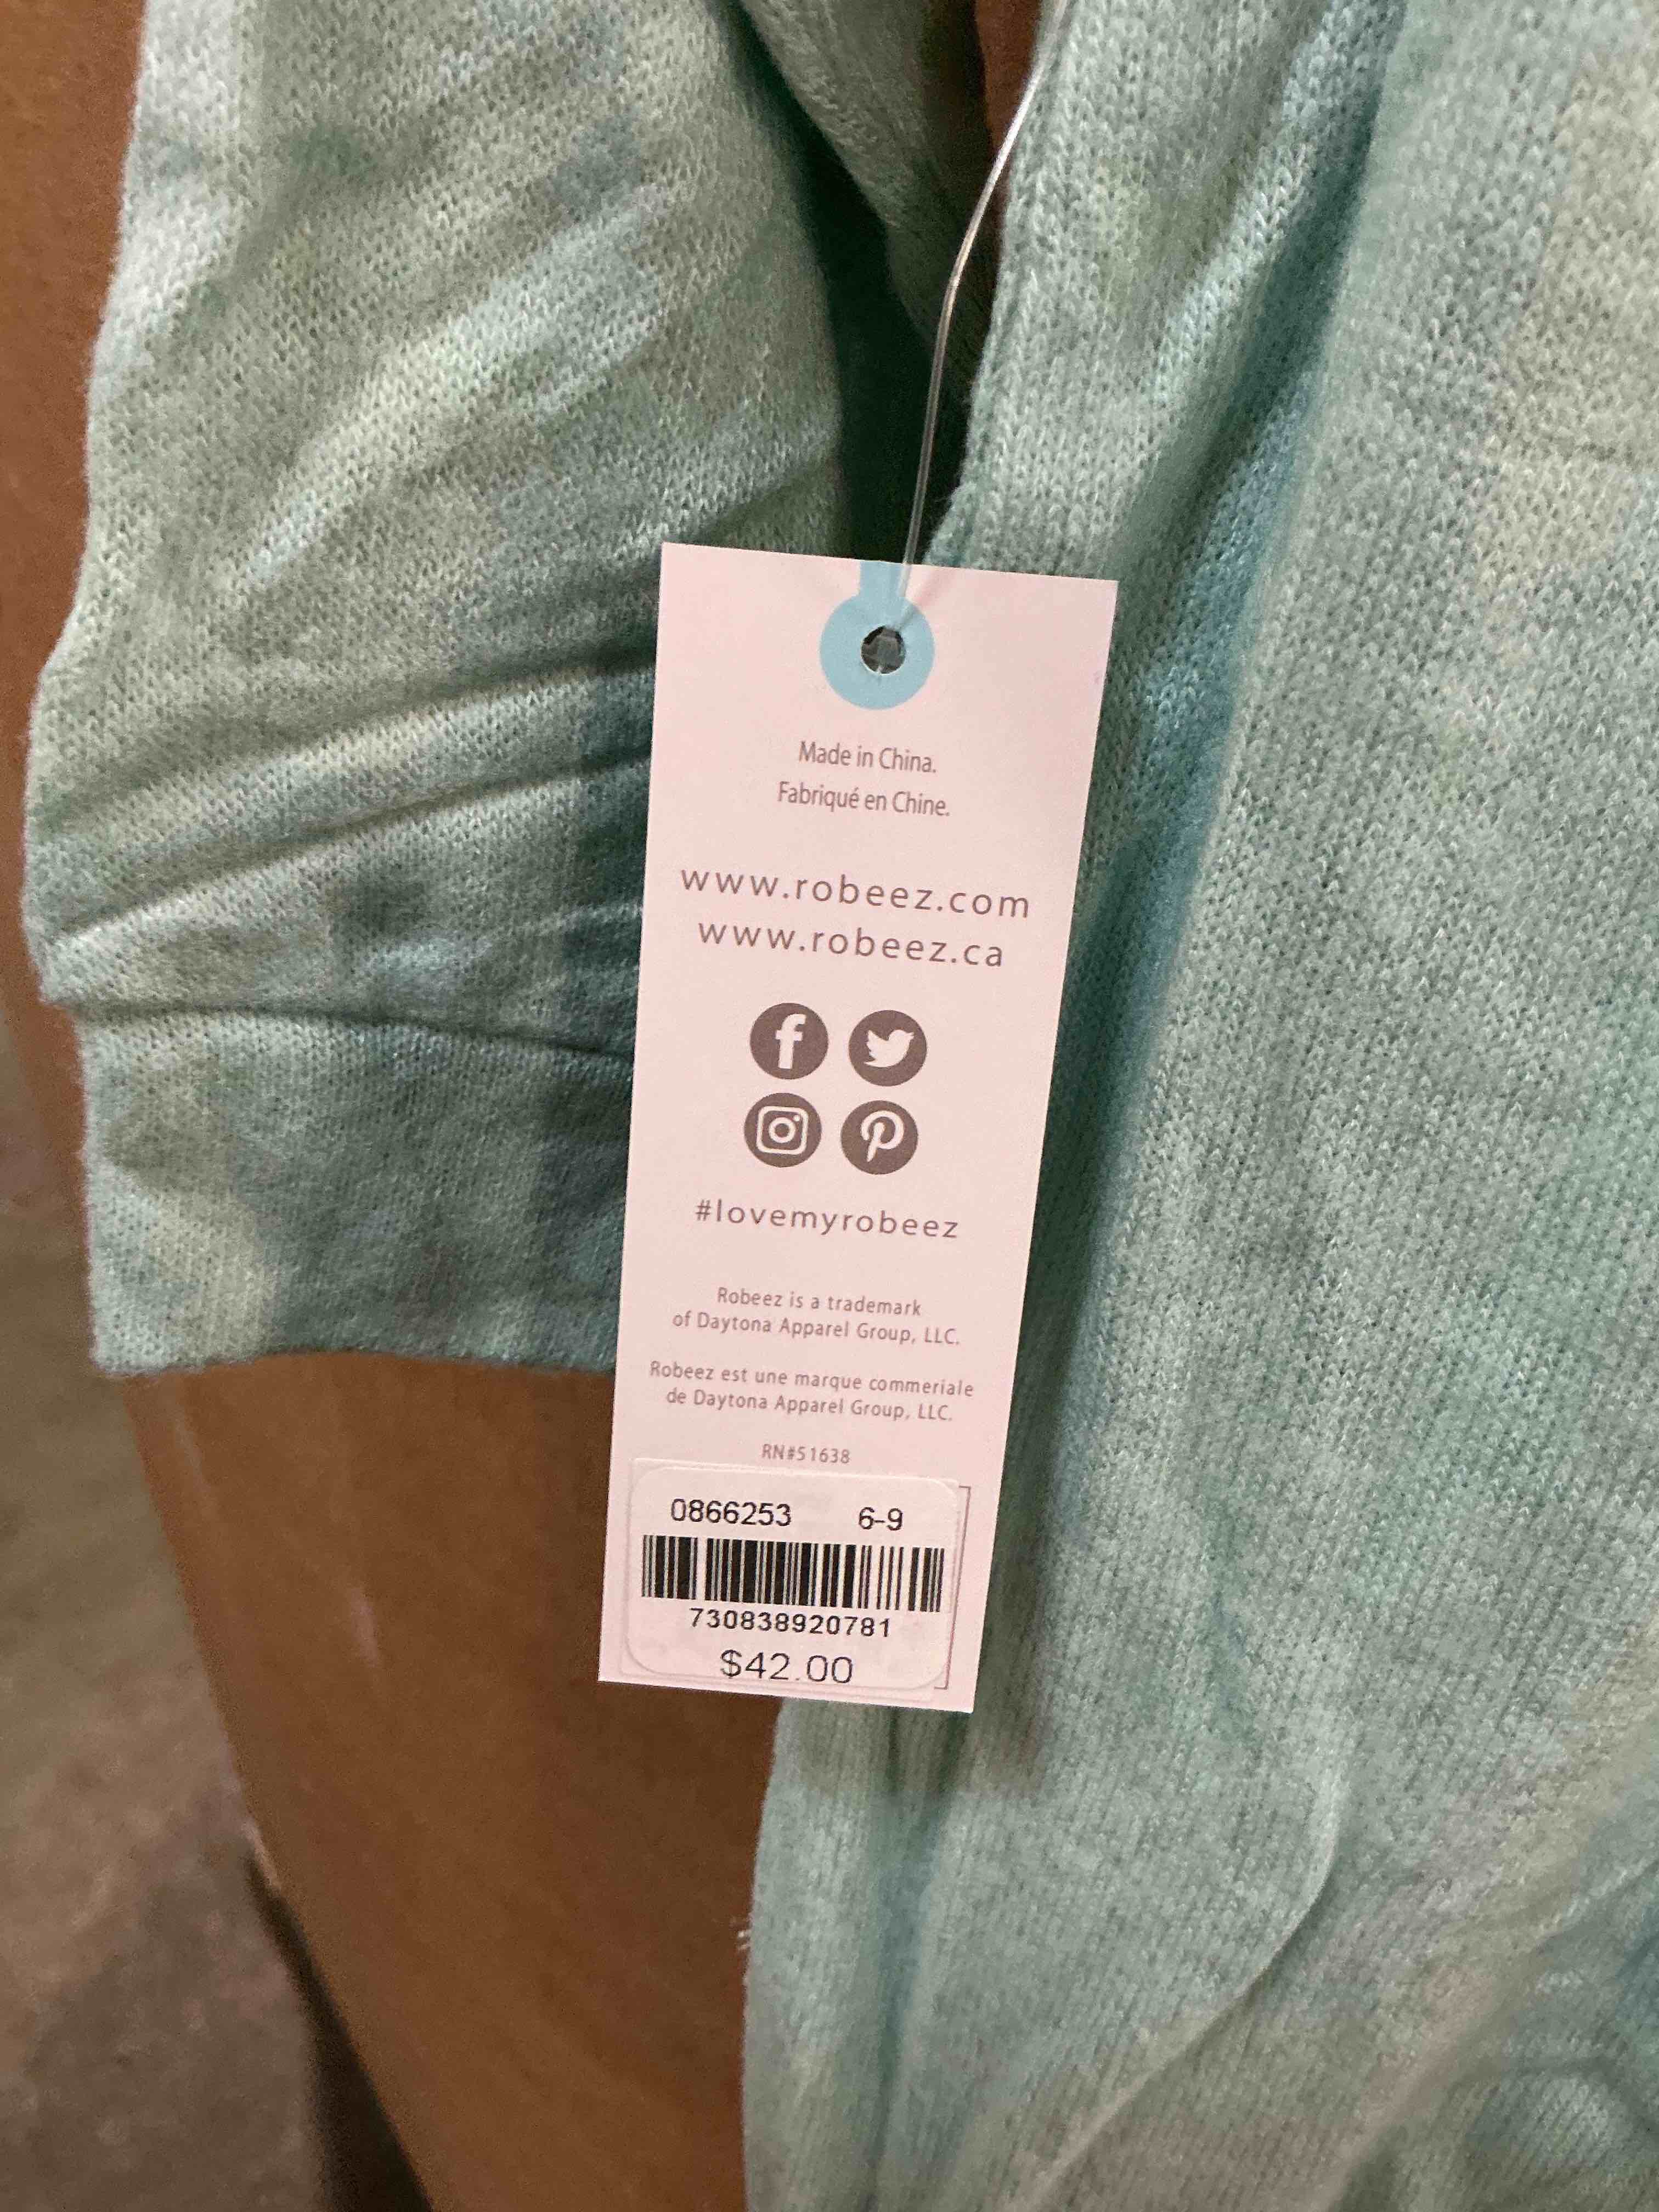 Made in China.
Fabriqué en Chine.
www.robeez.com
www.robeez.ca
#lovemyrobeez
Robeez is a trademark
of Daytona Apparel Group, LLC.
Robeez est une marque commeriale
de Daytona Apparel Group, LLC.
RN#51638
0866253 6-9
730838920781
$42.00